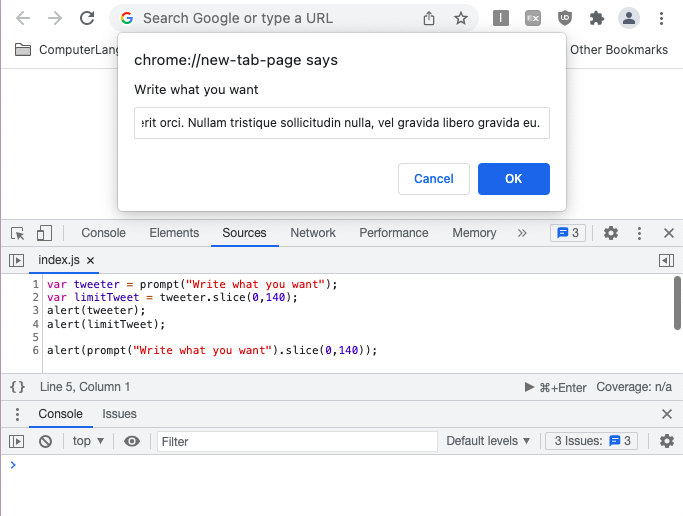 Search Google or type a URL
ComputerLang
Other Bookmarks
chrome://new-tab-page says
Write what you want
erit orci. Nullam tristique sollicitudin nulla, vel gravida libero gravida eu.
Cancel OK
Console Elements Sources Network Performance Memory » 3
index.js ×
1 var tweeter = prompt("Write what you want");
2 var limitTweet = tweeter.slice(0,140);
3 alert(tweeter);
4 alert(limitTweet);
5
6 alert(prompt("Write what you want").slice(0,140));
{} Line 5, Column 1 ⌘+Enter Coverage: n/a
Console Issues
top ▼ Filter Default levels ▼ 3 Issues: 3